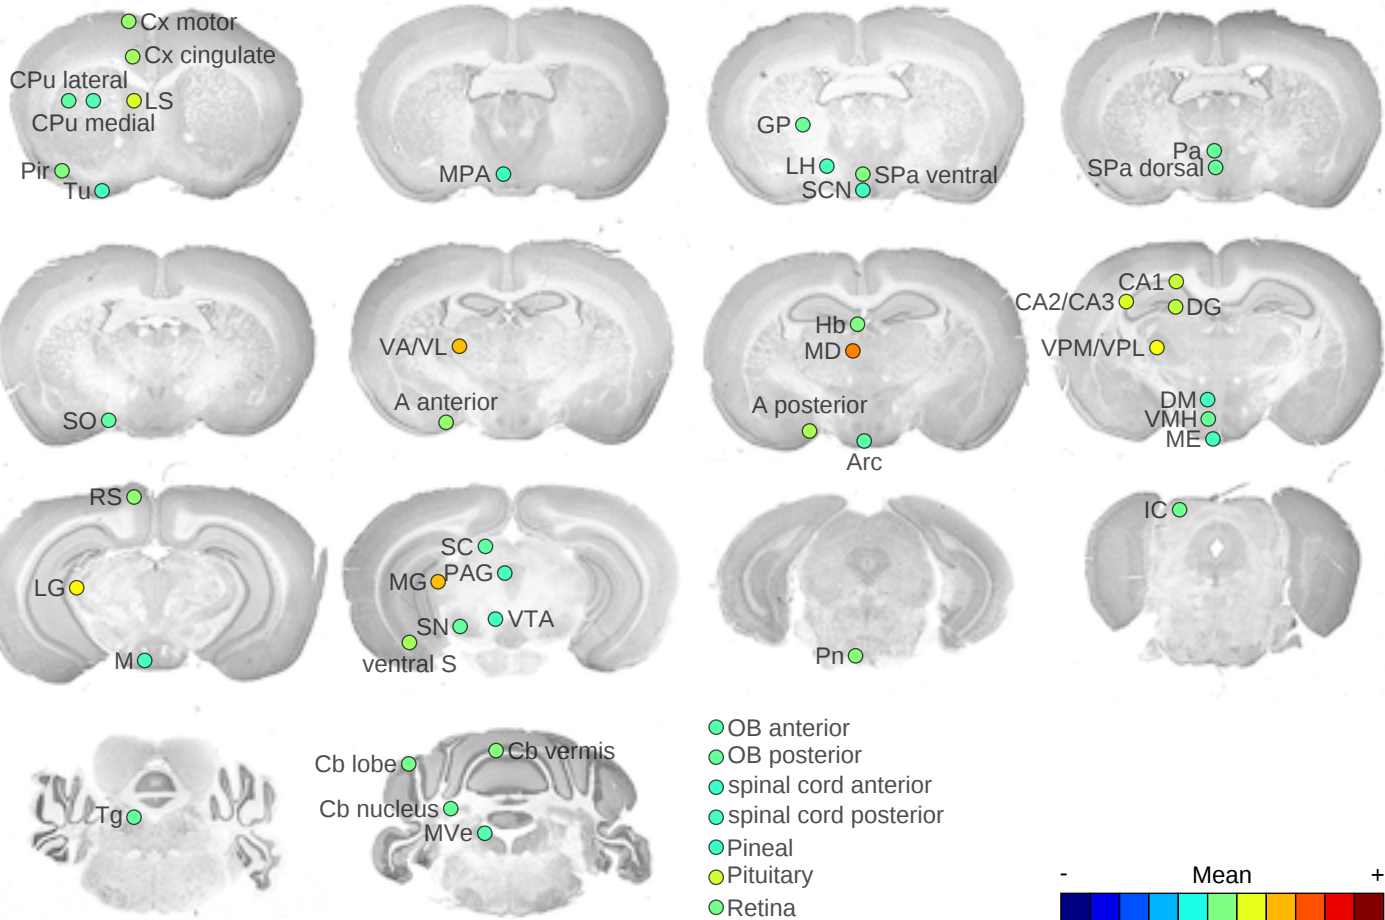 Cx motor
Cx cingulate
CPu lateral
LS
CPu medial
Pir
Tu
MPA
GP
LH
SPa ventral
SCN
Pa
SPa dorsal
SO
VA/VL
A anterior
Hb
MD
A posterior
Arc
CA1
CA2/CA3
DG
VPM/VPL
DM
VMH
ME
RS
LG
M
SC
MG
PAG
SN
VTA
ventral S
Pn
IC
Tg
Cb lobe
Cb vermis
Cb nucleus
MVe
OB anterior
OB posterior
spinal cord anterior
spinal cord posterior
Pineal
Pituitary
Retina
- Mean +